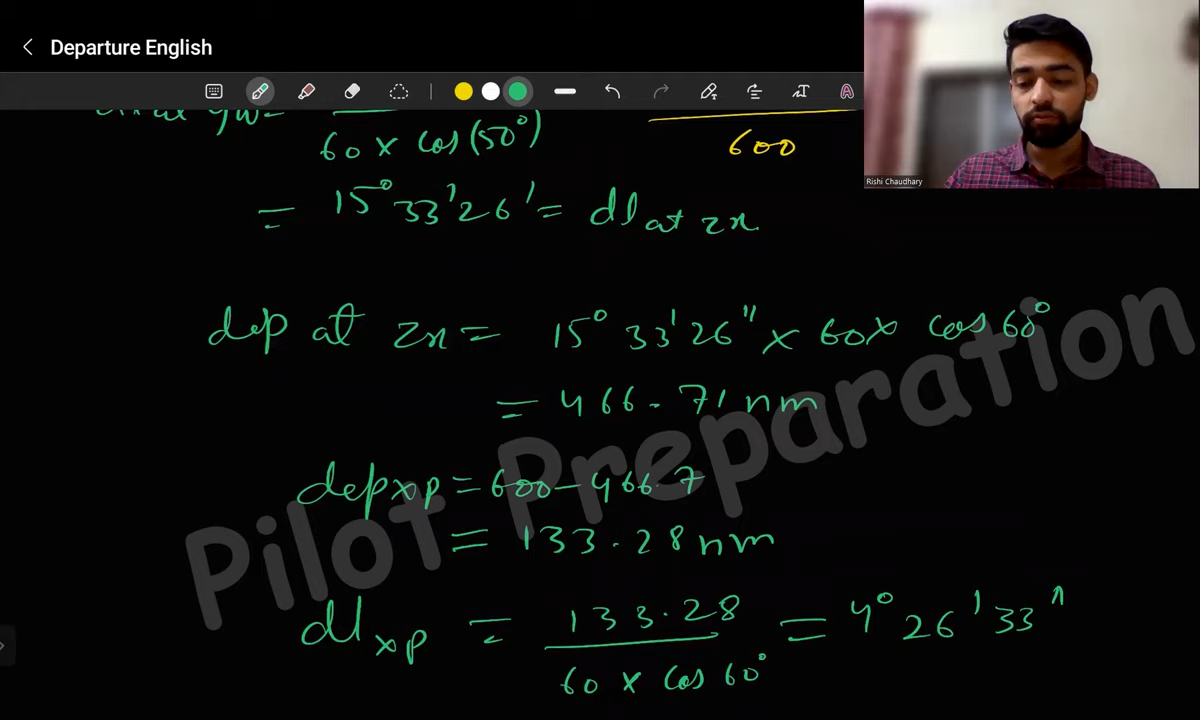 Departure English
60 x cos(50°)
600
Rishi Chaudhary
= 15° 33' 26' = dl at zx
dep at zx = 15° 33' 26" x 60 x cos 60°
= 466.71 nm
dep xp = 600 - 466.7
= 133.28 nm
dl xp = 133.28 / 60 x cos 60° = 4° 26' 33"
Pilot Preparation